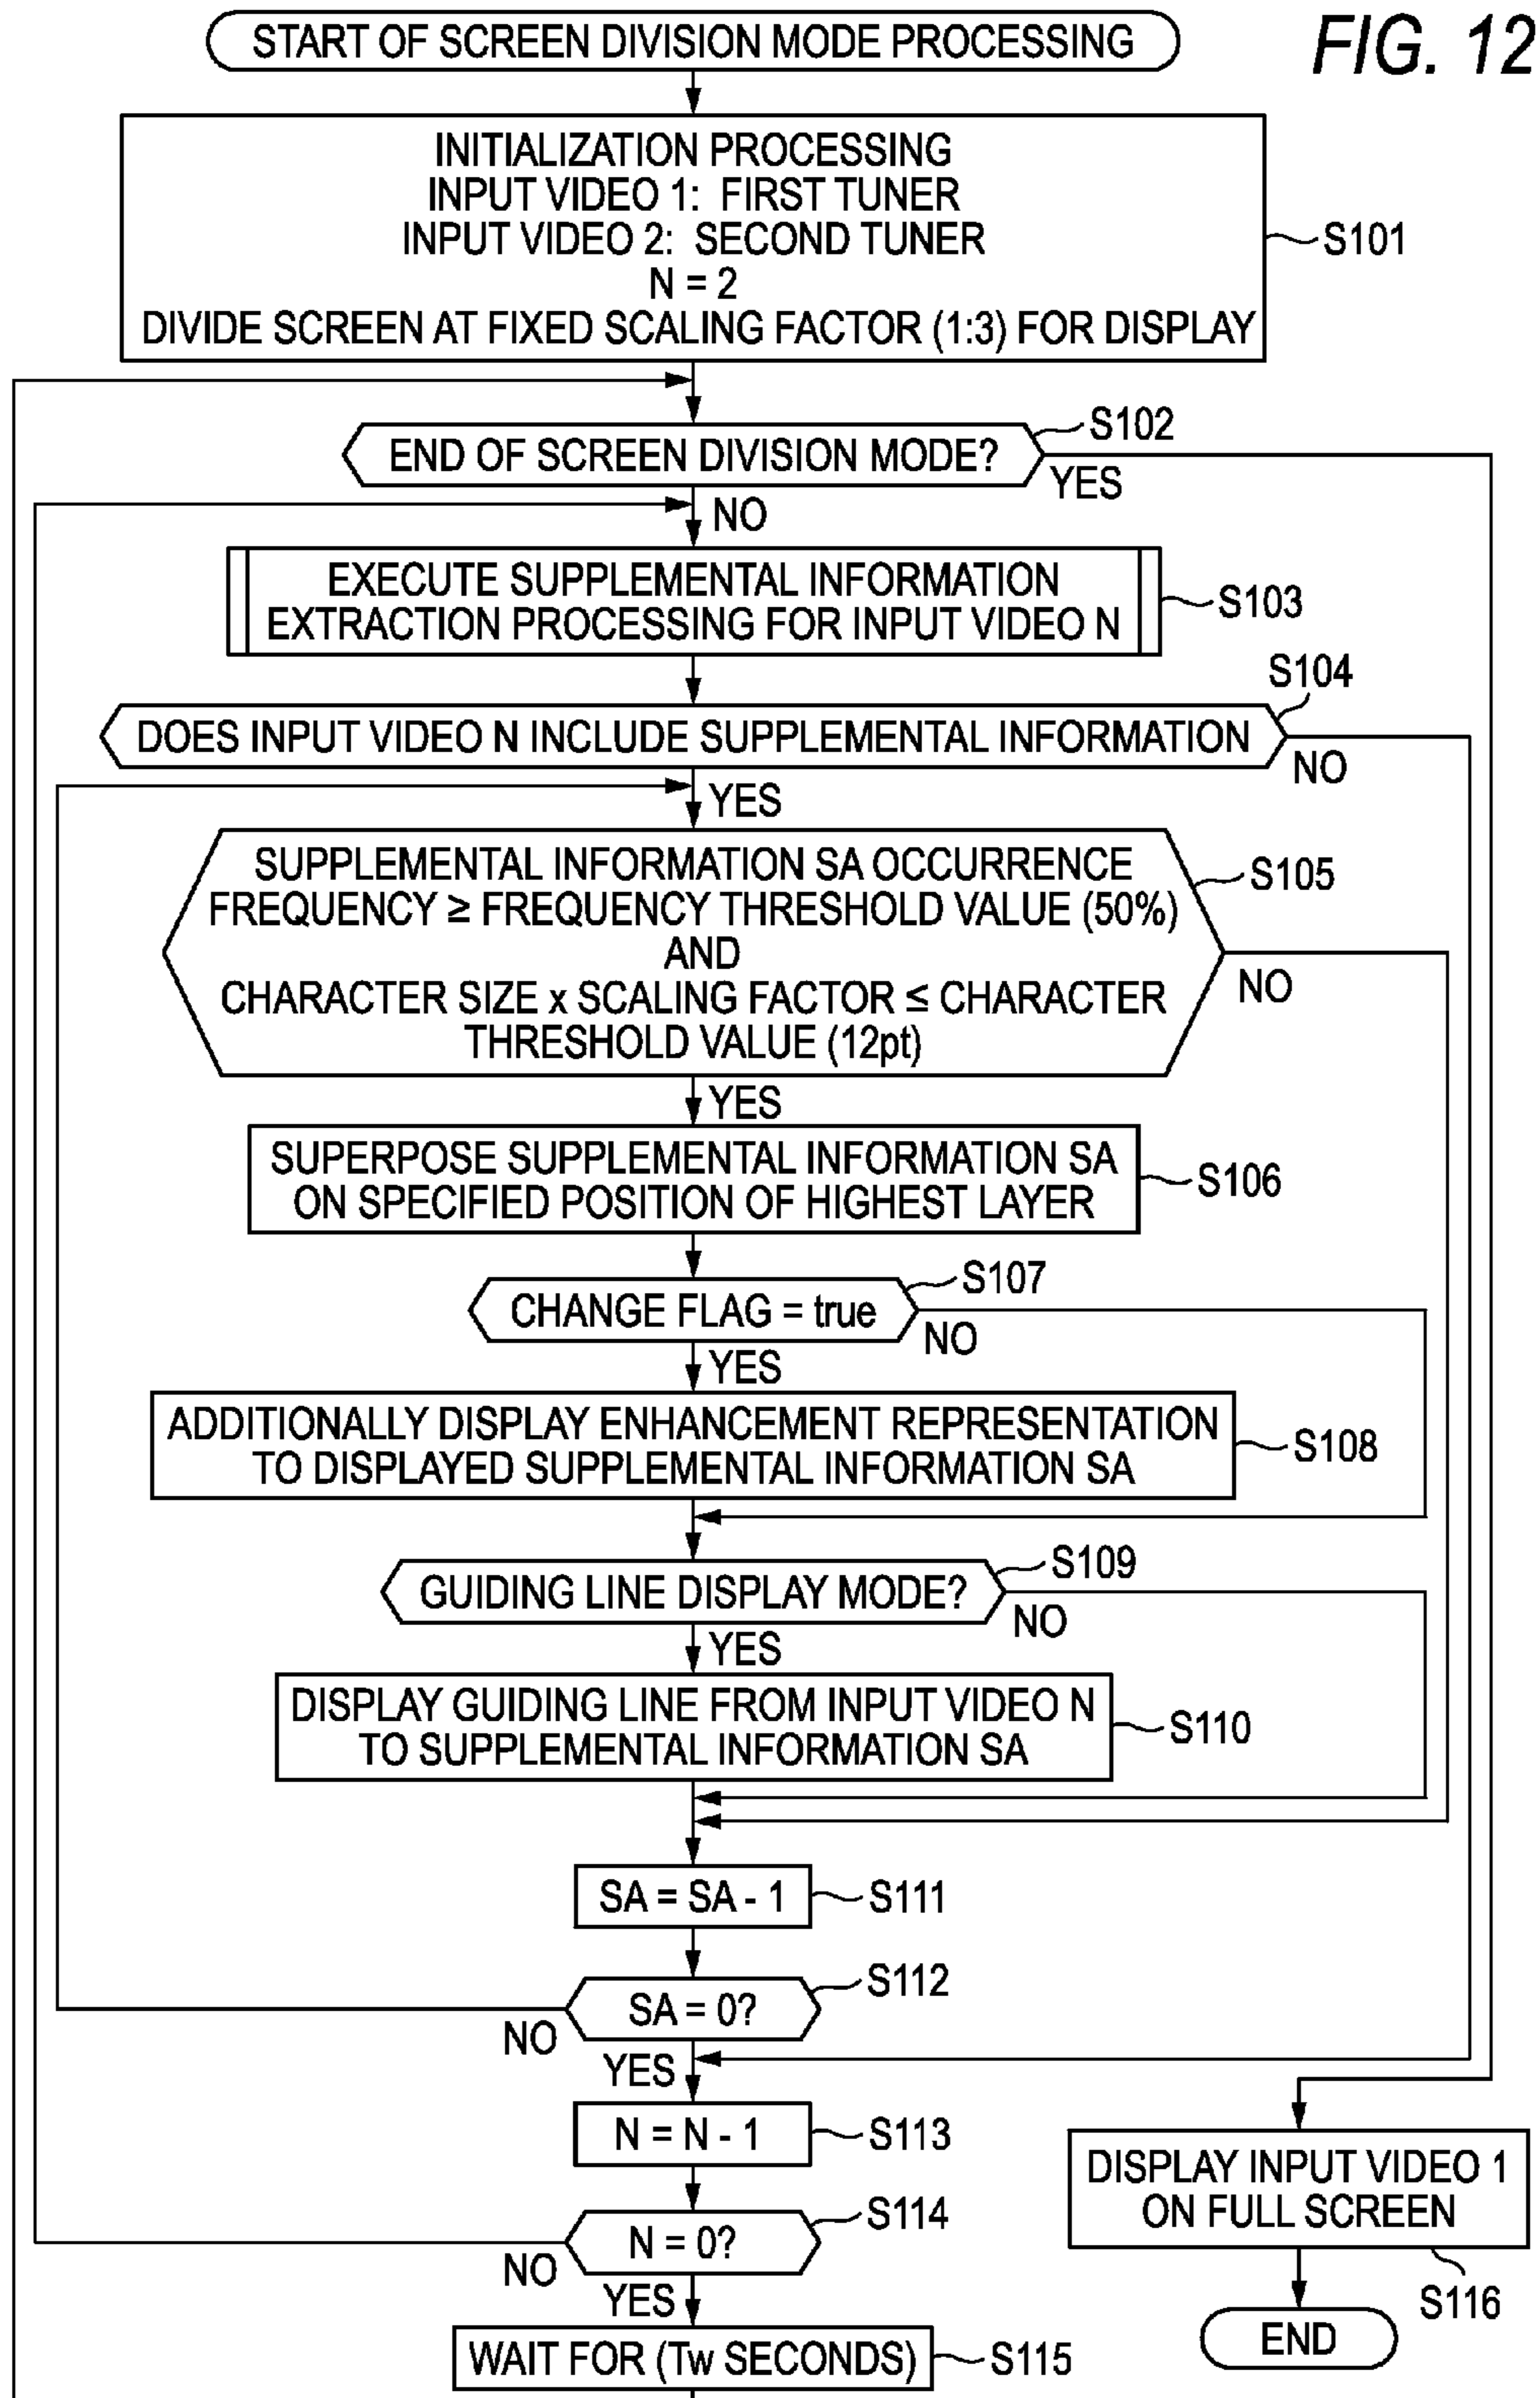 FIG. 12
START OF SCREEN DIVISION MODE PROCESSING
INITIALIZATION PROCESSING
INPUT VIDEO 1: FIRST TUNER
INPUT VIDEO 2: SECOND TUNER
N = 2
DIVIDE SCREEN AT FIXED SCALING FACTOR (1:3) FOR DISPLAY
S101
END OF SCREEN DIVISION MODE?
S102
YES
NO
EXECUTE SUPPLEMENTAL INFORMATION
EXTRACTION PROCESSING FOR INPUT VIDEO N
S103
S104
DOES INPUT VIDEO N INCLUDE SUPPLEMENTAL INFORMATION
NO
YES
SUPPLEMENTAL INFORMATION SA OCCURRENCE
FREQUENCY ≥ FREQUENCY THRESHOLD VALUE (50%)
AND
CHARACTER SIZE x SCALING FACTOR ≤ CHARACTER
THRESHOLD VALUE (12pt)
S105
NO
YES
SUPERPOSE SUPPLEMENTAL INFORMATION SA
ON SPECIFIED POSITION OF HIGHEST LAYER
S106
CHANGE FLAG = true
S107
NO
YES
ADDITIONALLY DISPLAY ENHANCEMENT REPRESENTATION
TO DISPLAYED SUPPLEMENTAL INFORMATION SA
S108
GUIDING LINE DISPLAY MODE?
S109
NO
YES
DISPLAY GUIDING LINE FROM INPUT VIDEO N
TO SUPPLEMENTAL INFORMATION SA
S110
SA = SA - 1
S111
SA = 0?
S112
NO
YES
N = N - 1
S113
N = 0?
S114
NO
YES
WAIT FOR (Tw SECONDS)
S115
DISPLAY INPUT VIDEO 1
ON FULL SCREEN
S116
END